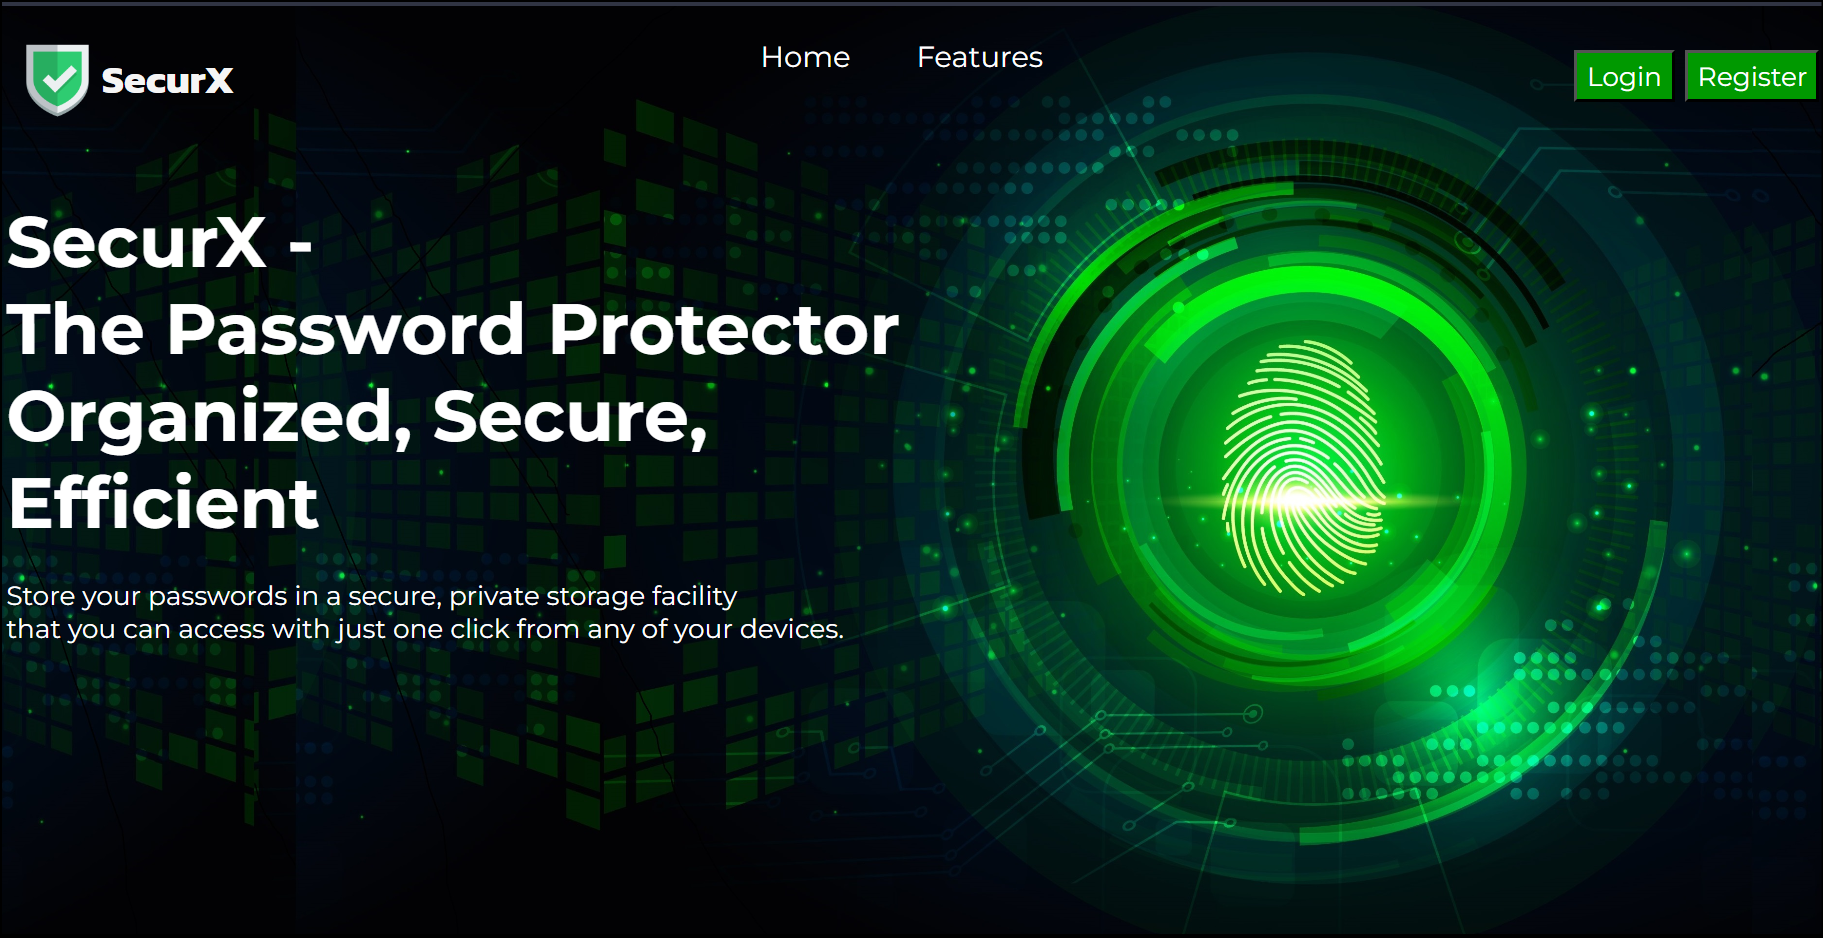 SecurX
Home
Features
Login
Register
SecurX -
The Password Protector
Organized, Secure,
Efficient
Store your passwords in a secure, private storage facility
that you can access with just one click from any of your devices.